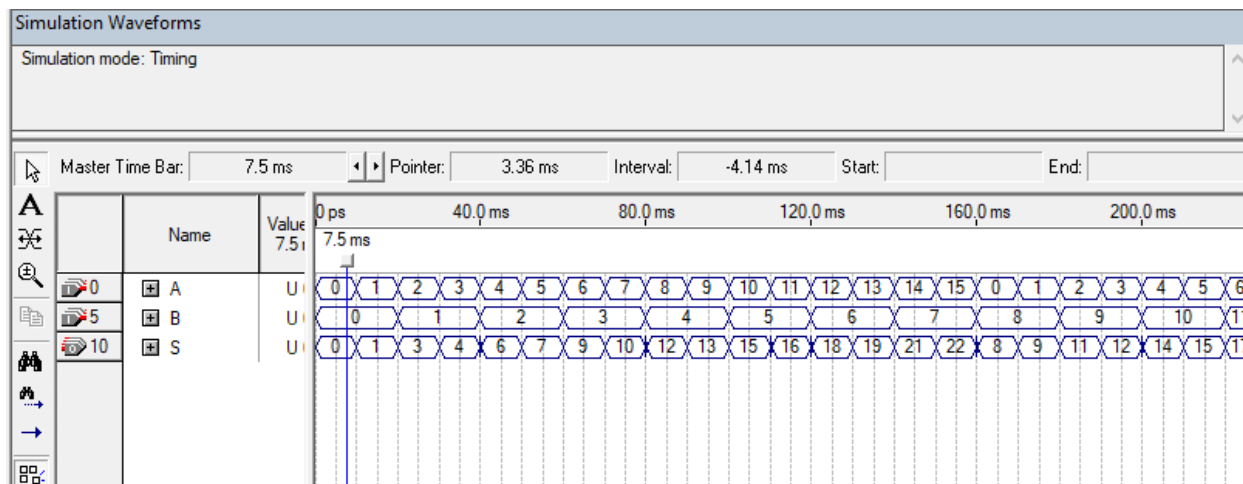 Simulation Waveforms
Simulation mode: Timing
Master Time Bar: 7.5 ms Pointer: 3.36 ms Interval: -4.14 ms Start: End:
Name Value 7.5 0 ps 40.0 ms 80.0 ms 120.0 ms 160.0 ms 200.0 ms
7.5 ms
0 A U 0 1 2 3 4 5 6 7 8 9 10 11 12 13 14 15 0 1 2 3 4 5 6
5 B U 0 1 2 3 4 5 6 7 8 9 10
10 S U 0 1 3 4 6 7 9 10 12 13 15 16 18 19 21 22 8 9 11 12 14 15